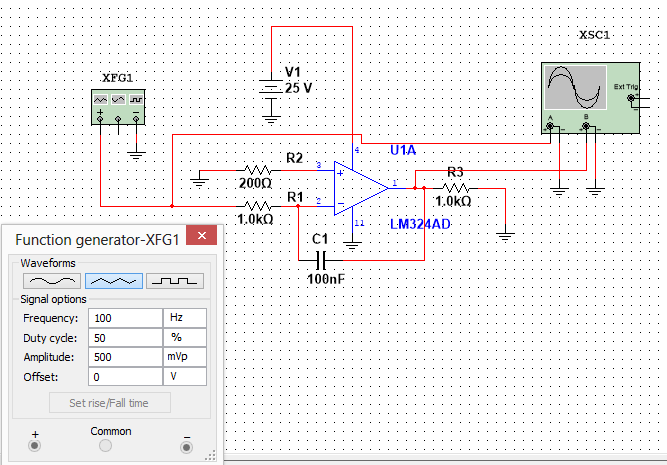 XSC1
XFG1
V1
25 V
Ext Trig
A
B
4
U1A
R2
3
200Ω
1
R3
R1
2
1.0kΩ
1.0kΩ
11
LM324AD
C1
100nF
Function generator-XFG1
Waveforms
Signal options
Frequency: 100 Hz
Duty cycle: 50 %
Amplitude: 500 mVp
Offset: 0 V
Set rise/Fall time
+ Common −